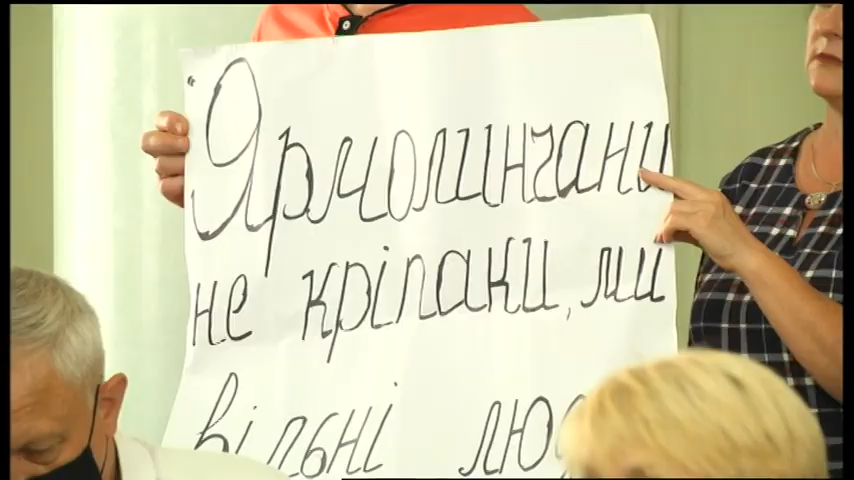 Ярмолинчани
не кріпаки, ми
вільні